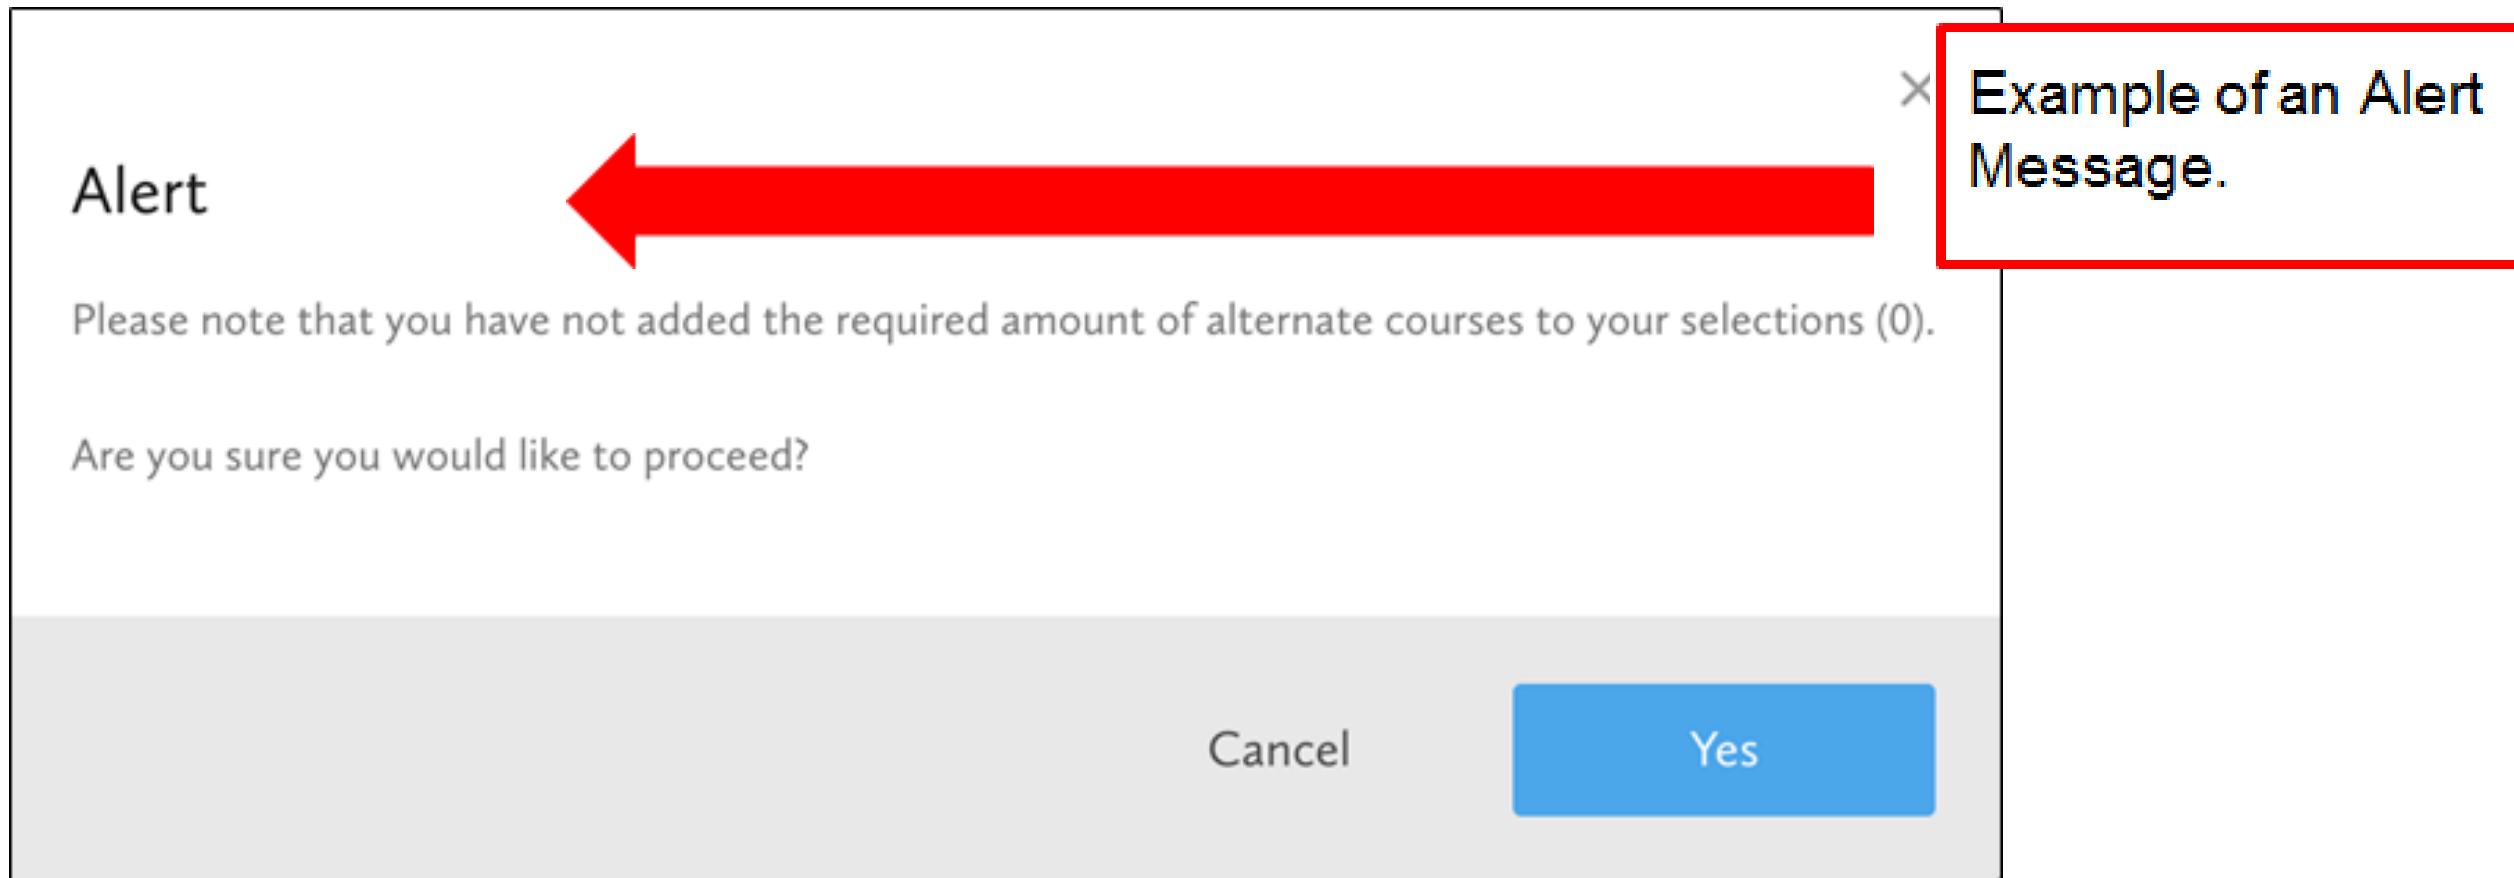 Example of an Alert
Message.
Alert
Please note that you have not added the required amount of alternate courses to your selections (0).
Are you sure you would like to proceed?
Cancel
Yes